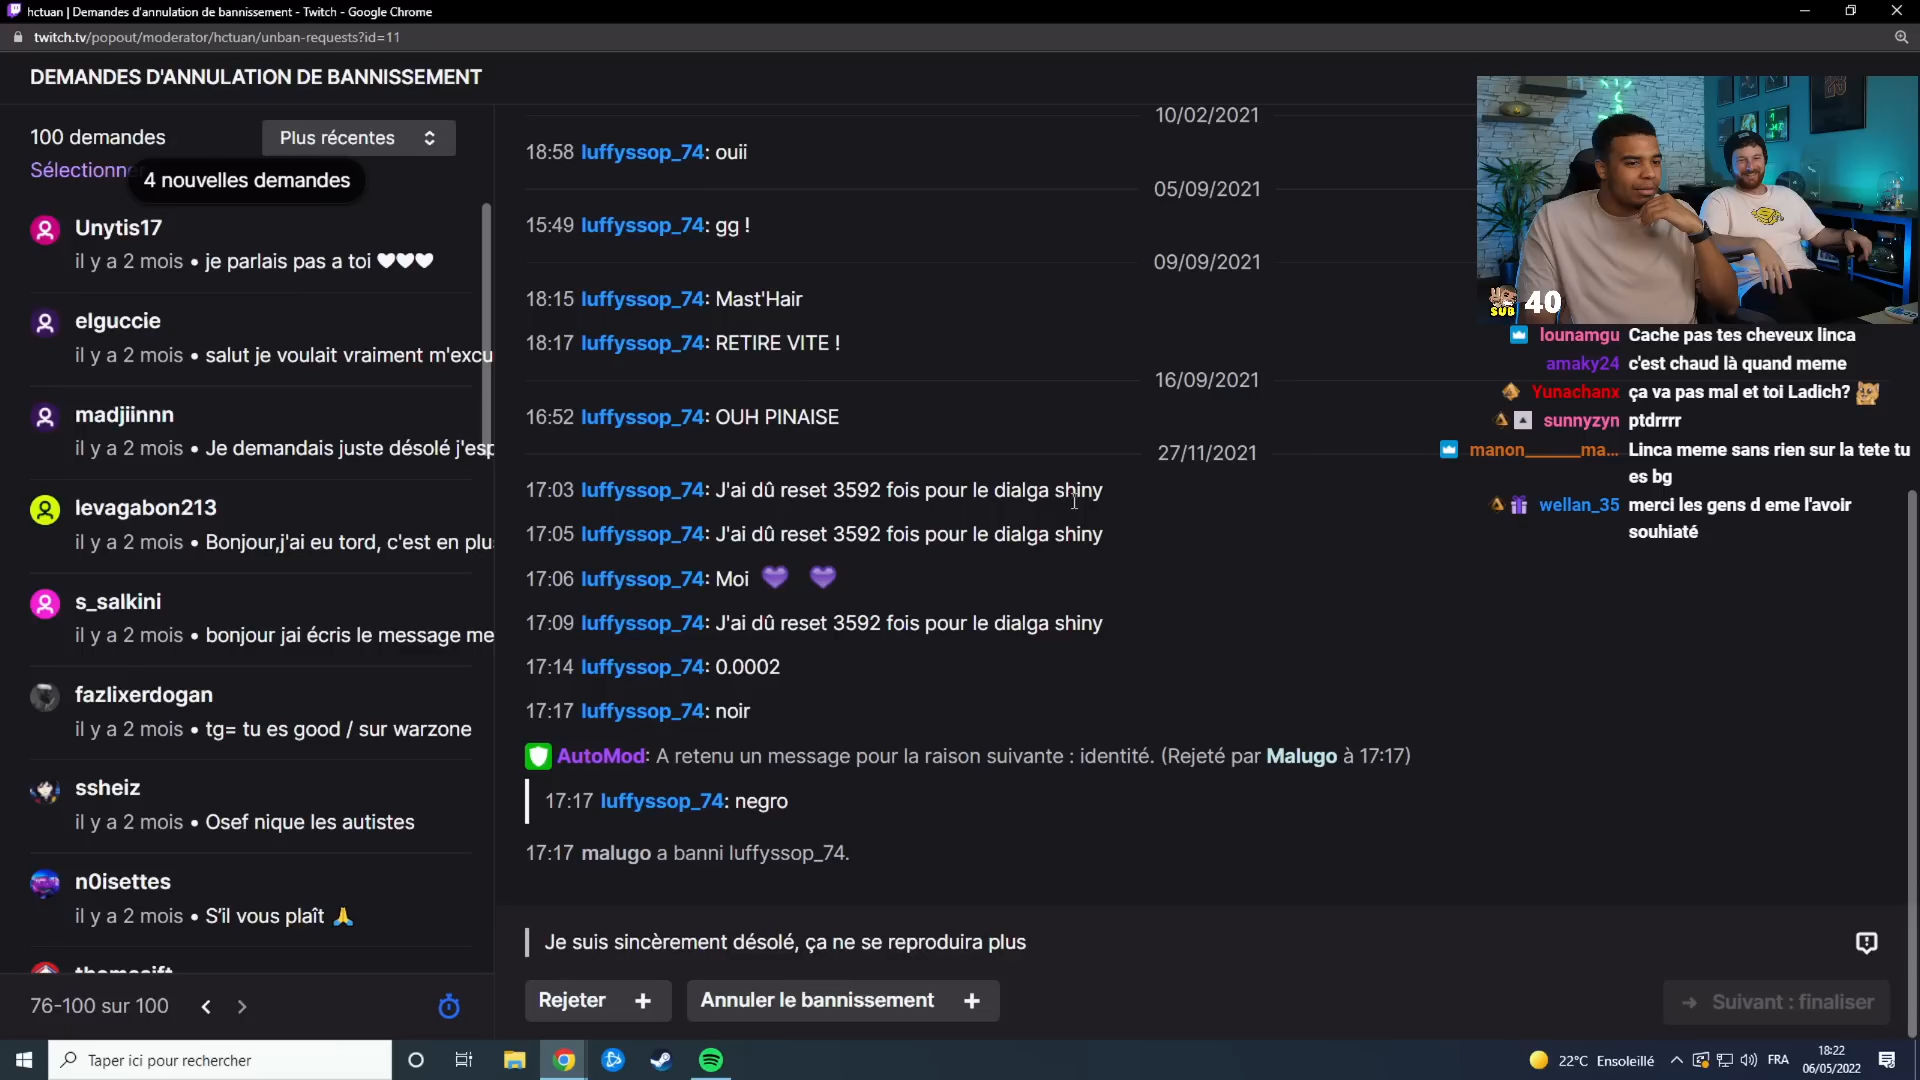 hctuan | Demandes d'annulation de bannissement - Twitch - Google Chrome
twitch.tv/popout/moderator/hctuan/unban-requests?id=11
DEMANDES D'ANNULATION DE BANNISSEMENT
100 demandes
Plus récentes
Sélectionne
4 nouvelles demandes
Unytis17
il y a 2 mois • je parlais pas a toi 🤍🤍🤍
elguccie
il y a 2 mois • salut je voulait vraiment m'excu
madjiinnn
il y a 2 mois • Je demandais juste désolé j'esp
levagabon213
il y a 2 mois • Bonjour,j'ai eu tord, c'est en plu
s_salkini
il y a 2 mois • bonjour jai écris le message me
fazlixerdogan
il y a 2 mois • tg= tu es good / sur warzone
ssheiz
il y a 2 mois • Osef nique les autistes
n0isettes
il y a 2 mois • S'il vous plaît 🙏
76-100 sur 100
10/02/2021
18:58 luffyssop_74: ouii
05/09/2021
15:49 luffyssop_74: gg !
09/09/2021
18:15 luffyssop_74: Mast'Hair
18:17 luffyssop_74: RETIRE VITE !
16/09/2021
16:52 luffyssop_74: OUH PINAISE
27/11/2021
17:03 luffyssop_74: J'ai dû reset 3592 fois pour le dialga shiny
17:05 luffyssop_74: J'ai dû reset 3592 fois pour le dialga shiny
17:06 luffyssop_74: Moi 💜 💜
17:09 luffyssop_74: J'ai dû reset 3592 fois pour le dialga shiny
17:14 luffyssop_74: 0.0002
17:17 luffyssop_74: noir
AutoMod: A retenu un message pour la raison suivante : identité. (Rejeté par Malugo à 17:17)
17:17 luffyssop_74: negro
17:17 malugo a banni luffyssop_74.
Je suis sincèrement désolé, ça ne se reproduira plus
Rejeter +
Annuler le bannissement +
→ Suivant : finaliser
23
SUB 40
lounamgu Cache pas tes cheveux linca
amaky24 c'est chaud là quand meme
Yunachanx ça va pas mal et toi Ladich?
sunnyzyn ptdrrrr
manon______ma... Linca meme sans rien sur la tete tu
es bg
wellan_35 merci les gens d eme l'avoir
souhiaté
Taper ici pour rechercher
22°C Ensoleillé
FRA
18:22
06/05/2022